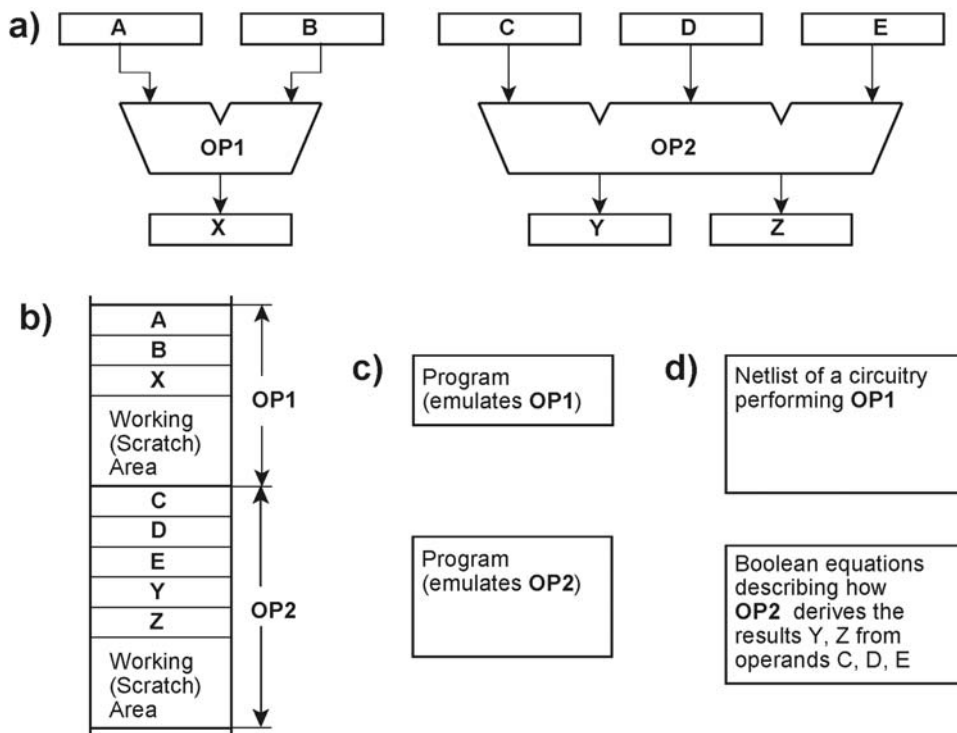 a)
A
B
C
D
E
OP1
OP2
X
Y
Z
b)
A
B
X
Working
(Scratch)
Area
OP1
C
D
E
Y
Z
Working
(Scratch)
Area
OP2
c)
Program
(emulates OP1)
Program
(emulates OP2)
d)
Netlist of a circuitry
performing OP1
Boolean equations
describing how
OP2 derives the
results Y, Z from
operands C, D, E